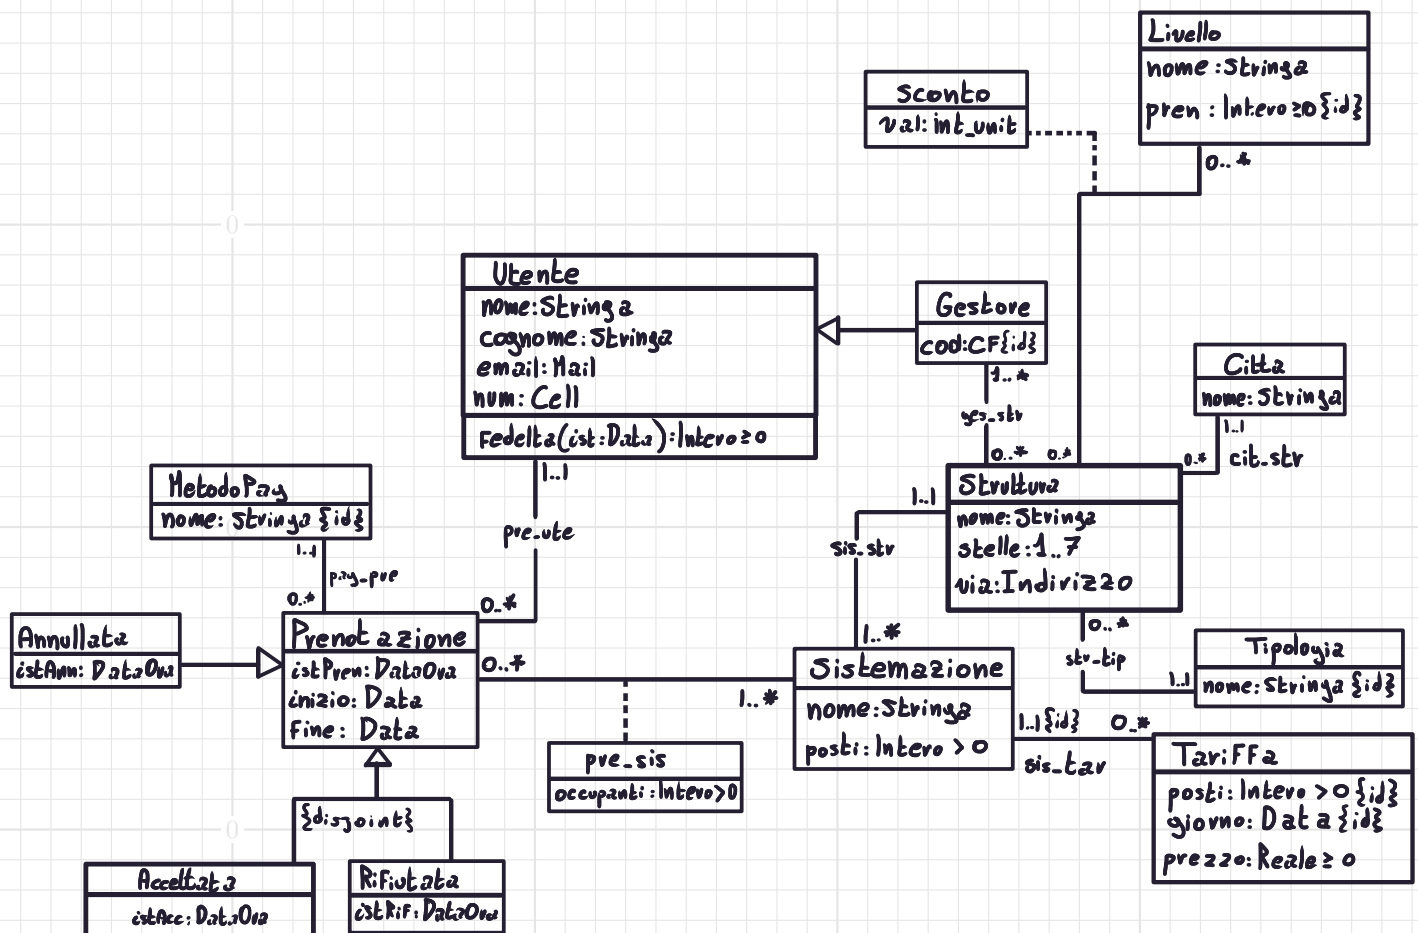 Livello
nome:Stringa
pren : Intero≥0{id}
0..*
Sconto
val: int_unit
Utente
nome:Stringa
cognome:Stringa
email:Mail
num: Cell
Fedelta(ist:Data):Intero≥0
1..1
pre_ute
0..*
Gestore
cod:CF{id}
1..*
ges_str
0..*
0..*
Citta
nome:Stringa
1..1
0..*
cit_str
Struttura
nome:Stringa
stelle:1..7
via:Indirizzo
1..1
sis_str
1..*
0..*
str_tip
1..1
Tipologia
nome:Stringa {id}
MetodoPay
nome: Stringa {id}
1..1
pay_pre
0..*
Annullata
istAnn: DataOra
Prenotazione
istPren:DataOra
inizio: Data
Fine: Data
0..*
1..*
pre_sis
occupanti:Intero>0
Sistemazione
nome:Stringa
posti:Intero > 0
1..1 {id}
0..*
sis_tar
Tariffa
posti:Intero > 0 {id}
giorno: Data {id}
prezzo:Reale≥0
{disjoint}
Accettata
istAcc: DataOra
Rifiutata
istRif:DataOra
0
0